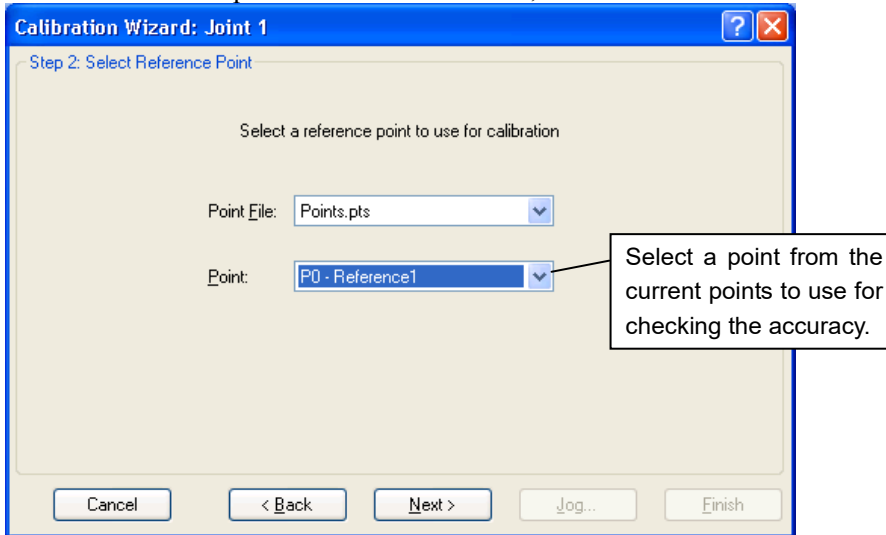 Calibration Wizard: Joint 1
Step 2: Select Reference Point
Select a reference point to use for calibration
Point File: Points.pts
Point: P0 - Reference1
Select a point from the
current points to use for
checking the accuracy.
Cancel < Back Next > Jog... Finish